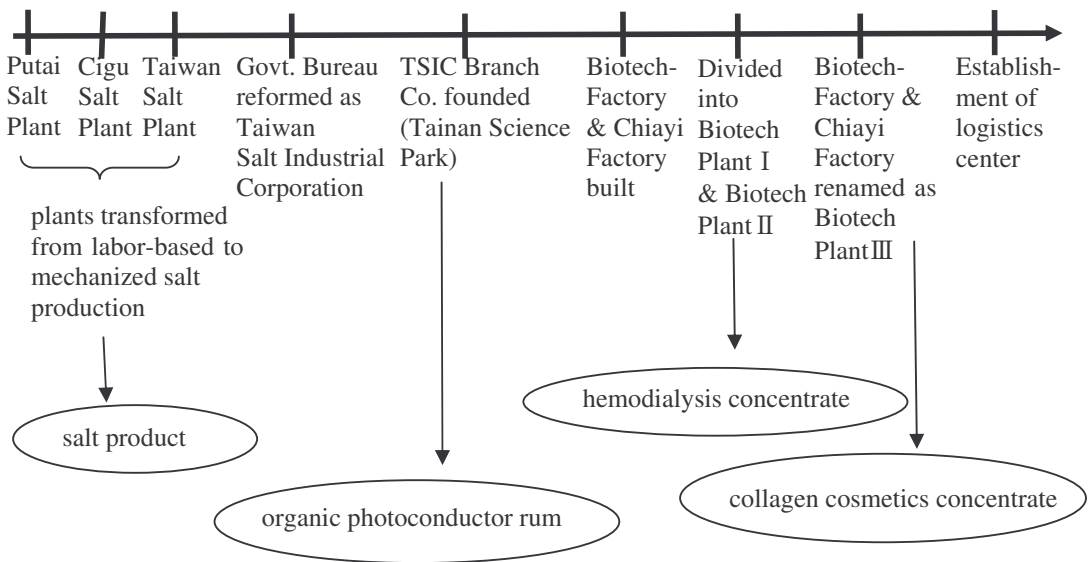 Putai
Salt
Plant
Cigu
Salt
Plant
Taiwan
Salt
Plant
Govt. Bureau
reformed as
Taiwan
Salt Industrial
Corporation
TSIC Branch
Co. founded
(Tainan Science
Park)
Biotech-
Factory
& Chiayi
Factory
built
Divided
into
Biotech
Plant I
& Biotech
Plant Ⅱ
Biotech-
Factory &
Chiayi
Factory
renamed as
Biotech
PlantⅢ
Establish-
ment of
logistics
center
plants transformed
from labor-based to
mechanized salt
production
salt product
organic photoconductor rum
hemodialysis concentrate
collagen cosmetics concentrate